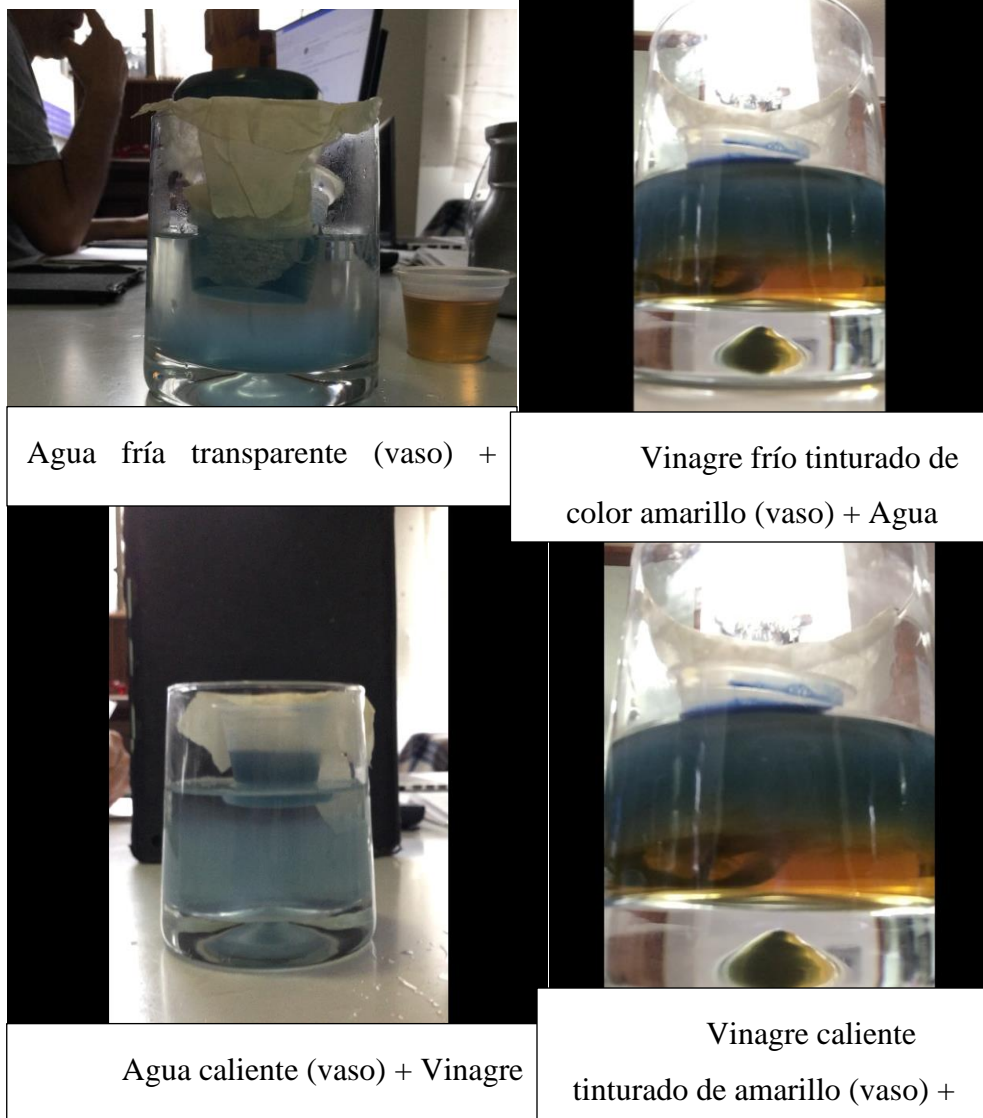 Agua fría transparente (vaso) +
Vinagre frío tinturado de
color amarillo (vaso) + Agua
Agua caliente (vaso) + Vinagre
Vinagre caliente
tinturado de amarillo (vaso) +